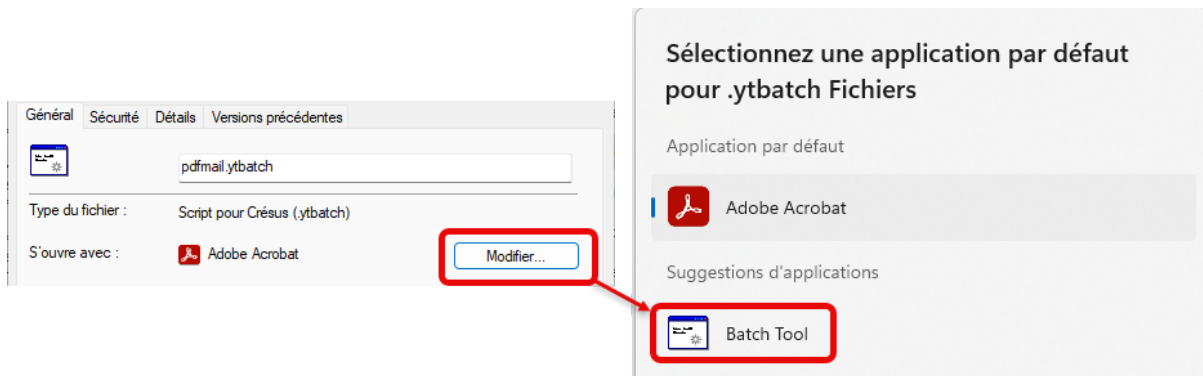 Général Sécurité Détails Versions précédentes
pdfmail.ytbatch
Type du fichier : Script pour Crésus (.ytbatch)
S'ouvre avec : Adobe Acrobat Modifier...
Sélectionnez une application par défaut
pour .ytbatch Fichiers
Application par défaut
Adobe Acrobat
Suggestions d'applications
Batch Tool